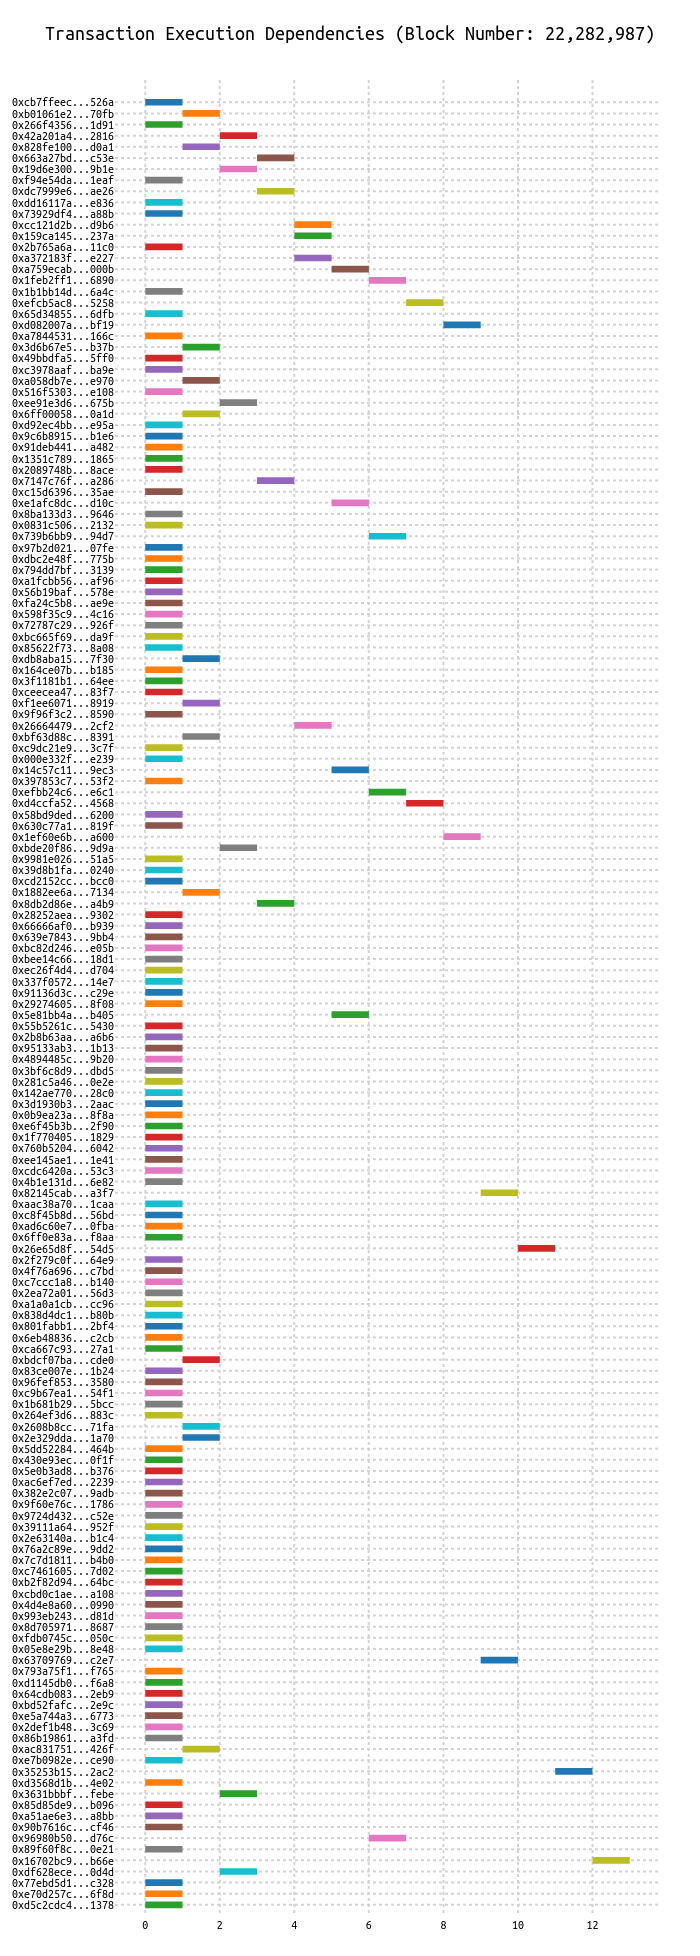 Transaction Execution Dependencies (Block Number: 22,282,987)
0xcb7ffeec...526a
0xb01061e2...70fb
0x266f4356...1d91
0x42a201a4...2816
0x828fe100...d0a1
0x663a27bd...c53e
0x19d6e300...9b1e
0xf94e54da...1eaf
0xdc7999e6...ae26
0xdd16117a...e836
0x73929df4...a88b
0xcc121d2b...d9b6
0x159ca145...237a
0x2b765a6a...11c0
0xa372183f...e227
0xa759ecab...000b
0x1feb2ff1...6890
0x1b1bb14d...6a4c
0xefcb5ac8...5258
0x65d34855...6dfb
0xd082007a...bf19
0xa7844531...166c
0x3d6b67e5...b37b
0x49bbdfa5...5ff0
0xc3978aaf...ba9e
0xa058db7e...e970
0x516f5303...e108
0xee91e3d6...675b
0x6ff00058...0a1d
0xd92ec4bb...e95a
0x9c6b8915...b1e6
0x91deb441...a482
0x1351c789...1865
0x2089748b...8ace
0x7147c76f...a286
0xc15d6396...35ae
0xe1afc8dc...d10c
0x8ba133d3...9646
0x0831c506...2132
0x739b6bb9...94d7
0x97b2d021...07fe
0xdbc2e48f...775b
0x794dd7bf...3139
0xa1fcbb56...af96
0x56b19baf...578e
0xfa24c5b8...ae9e
0x598f35c9...4c16
0x72787c29...926f
0xbc665f69...da9f
0x85622f73...8a08
0xdb8aba15...7f30
0x164ce07b...b185
0x3f1181b1...64ee
0xceecea47...83f7
0xf1ee6071...8919
0x9f96f3c2...8590
0x26664479...2cf2
0xbf63d88c...8391
0xc9dc21e9...3c7f
0x000e332f...e239
0x14c57c11...9ec3
0x397853c7...53f2
0xefbb24c6...e6c1
0xd4ccfa52...4568
0x58bd9ded...6200
0x630c77a1...819f
0x1ef60e6b...a600
0xbde20f86...9d9a
0x9981e026...51a5
0x39d8b1fa...0240
0xcd2152cc...bcc0
0x1882ee6a...7134
0x8db2d86e...a4b9
0x28252aea...9302
0x66666af0...b939
0x639e7843...9bb4
0xbc82d246...e05b
0xbee14c66...18d1
0xec26f4d4...d704
0x337f0572...14e7
0x91136d3c...c29e
0x29274605...8f08
0x5e81bb4a...b405
0x55b5261c...5430
0x2b8b63aa...a6b6
0x95133ab3...1b13
0x4894485c...9b20
0x3bf6c8d9...dbd5
0x281c5a46...0e2e
0x142ae770...28c0
0x3d1930b3...2aac
0x0b9ea23a...8f8a
0xe6f45b3b...2f90
0x1f770405...1829
0x760b5204...6042
0xee145ae1...1e41
0xcdc6420a...53c3
0x4b1e131d...6e82
0x82145cab...a3f7
0xaac38a70...1caa
0xc8f45b8d...56bd
0xad6c60e7...0fba
0x6ff0e83a...f8aa
0x26e65d8f...54d5
0x2f279c0f...64e9
0x4f76a696...c7bd
0xc7ccc1a8...b140
0x2ea72a01...56d3
0xa1a0a1cb...cc96
0x838d4dc1...b80b
0x801fabb1...2bf4
0x6eb48836...c2cb
0xca667c93...27a1
0xbdcf07ba...cde0
0x83ce007e...1b24
0x96fef853...3580
0xc9b67ea1...54f1
0x1b681b29...5bcc
0x264ef3d6...883c
0x2608b8cc...71fa
0x2e329dda...1a70
0x5dd52284...464b
0x430e93ec...0f1f
0x5e0b3ad8...b376
0xac6ef7ed...2239
0x382e2c07...9adb
0x9f60e76c...1786
0x9724d432...c52e
0x39111a64...952f
0x2e63140a...b1c4
0x76a2c89e...9dd2
0x7c7d1811...b4b0
0xc7461605...7d02
0xb2f82d94...64bc
0xcbd0c1ae...a108
0x4d4e8a60...0990
0x993eb243...d81d
0x8d705971...8687
0xfdb0745c...050c
0x05e8e29b...8e48
0x63709769...c2e7
0x793a75f1...f765
0xd1145db0...f6a8
0x64cdb083...2eb9
0xbd52fafc...2e9c
0xe5a744a3...6773
0x2def1b48...3c69
0x86b19861...a3fd
0xac831751...426f
0xe7b0982e...ce90
0x35253b15...2ac2
0xd3568d1b...4e02
0x3631bbbf...febe
0x85d85de9...b096
0xa51ae6e3...a8bb
0x90b7616c...cf46
0x96980b50...d76c
0x89f60f8c...0e21
0x16702bc9...b66e
0xdf628ece...0d4d
0x77ebd5d1...c328
0xe70d257c...6f8d
0xd5c2cdc4...1378
0 2 4 6 8 10 12